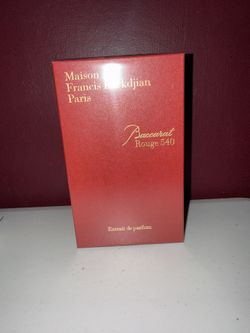 Maison
Francis Kurkdjian
Paris
Baccarat
Rouge 540
Extrait de parfum